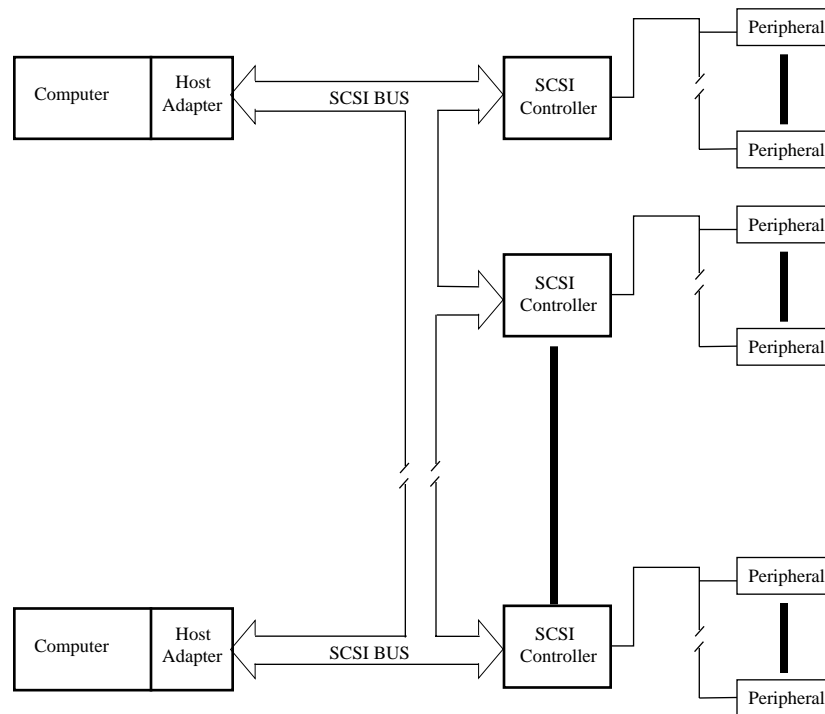 Computer
Host
Adapter
SCSI BUS
SCSI
Controller
Peripheral
Peripheral
SCSI
Controller
Peripheral
Peripheral
Computer
Host
Adapter
SCSI BUS
SCSI
Controller
Peripheral
Peripheral